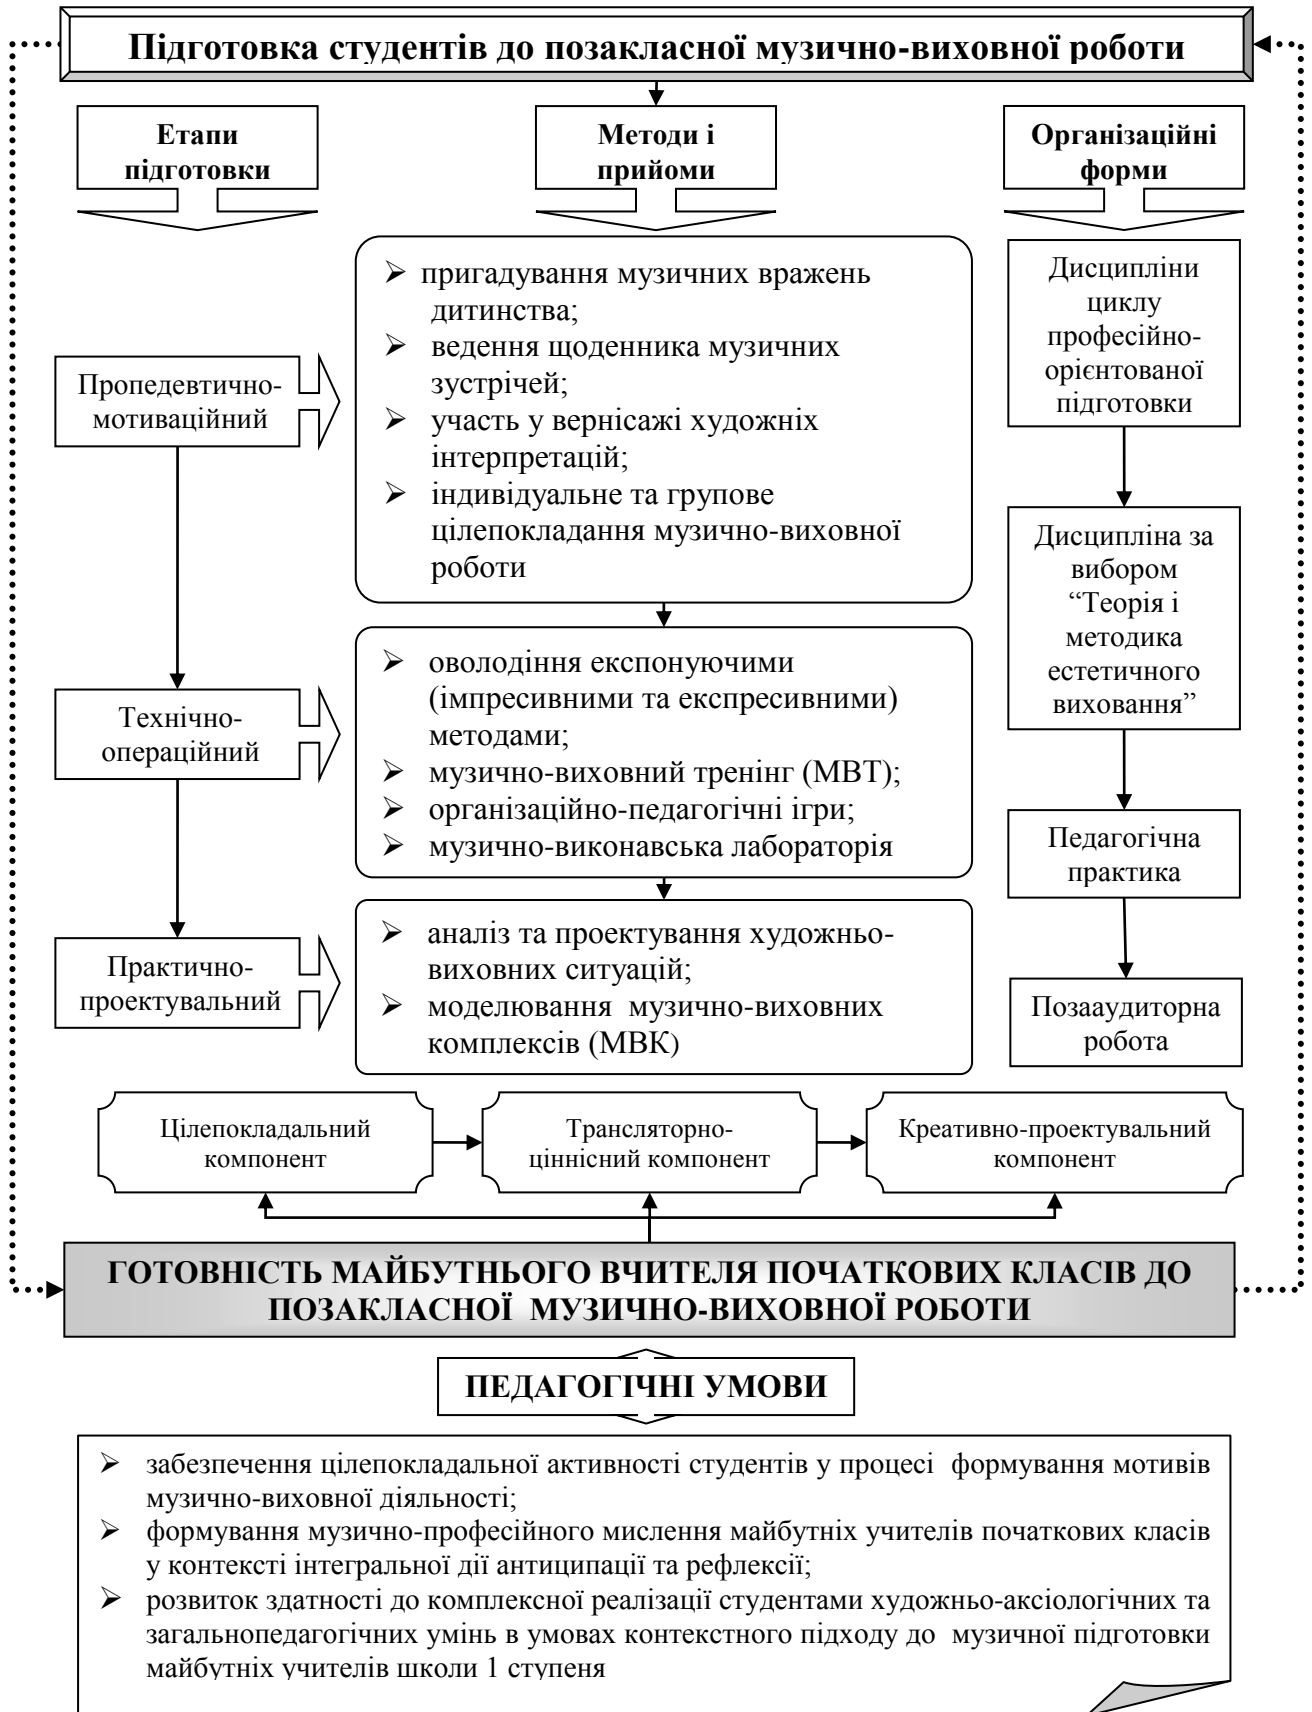 Підготовка студентів до позакласної музично-виховної роботи
Етапи
підготовки
Методи і
прийоми
Організаційні
форми
Пропедевтично-
мотиваційний
➢ пригадування музичних вражень
дитинства;
➢ ведення щоденника музичних
зустрічей;
➢ участь у вернісажі художніх
інтерпретацій;
➢ індивідуальне та групове
цілепокладання музично-виховної
роботи
Дисципліни
циклу
професійно-
орієнтованої
підготовки
Дисципліна за
вибором
“Теорія і
методика
естетичного
виховання”
Технічно-
операційний
➢ оволодіння експонуючими
(імпресивними та експресивними)
методами;
➢ музично-виховний тренінг (МВТ);
➢ організаційно-педагогічні ігри;
➢ музично-виконавська лабораторія
Педагогічна
практика
Практично-
проектувальний
➢ аналіз та проектування художньо-
виховних ситуацій;
➢ моделювання музично-виховних
комплексів (МВК)
Позааудиторна
робота
Цілепокладальний
компонент
Трансляторно-
ціннісний компонент
Креативно-проектувальний
компонент
ГОТОВНІСТЬ МАЙБУТНЬОГО ВЧИТЕЛЯ ПОЧАТКОВИХ КЛАСІВ ДО
ПОЗАКЛАСНОЇ МУЗИЧНО-ВИХОВНОЇ РОБОТИ
ПЕДАГОГІЧНІ УМОВИ
➢ забезпечення цілепокладальної активності студентів у процесі формування мотивів
музично-виховної діяльності;
➢ формування музично-професійного мислення майбутніх учителів початкових класів
у контексті інтегральної дії антиципації та рефлексії;
➢ розвиток здатності до комплексної реалізації студентами художньо-аксіологічних та
загальнопедагогічних умінь в умовах контекстного підходу до музичної підготовки
майбутніх учителів школи 1 ступеня